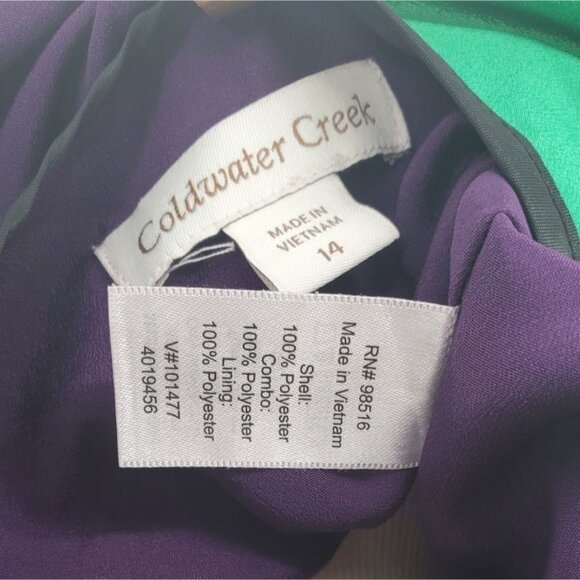 Coldwater Creek
MADE IN
VIETNAM
14
RN# 98516
Made in Vietnam
Shell:
100% Polyester
Combo:
100% Polyester
Lining:
100% Polyester
V#101477
4019456